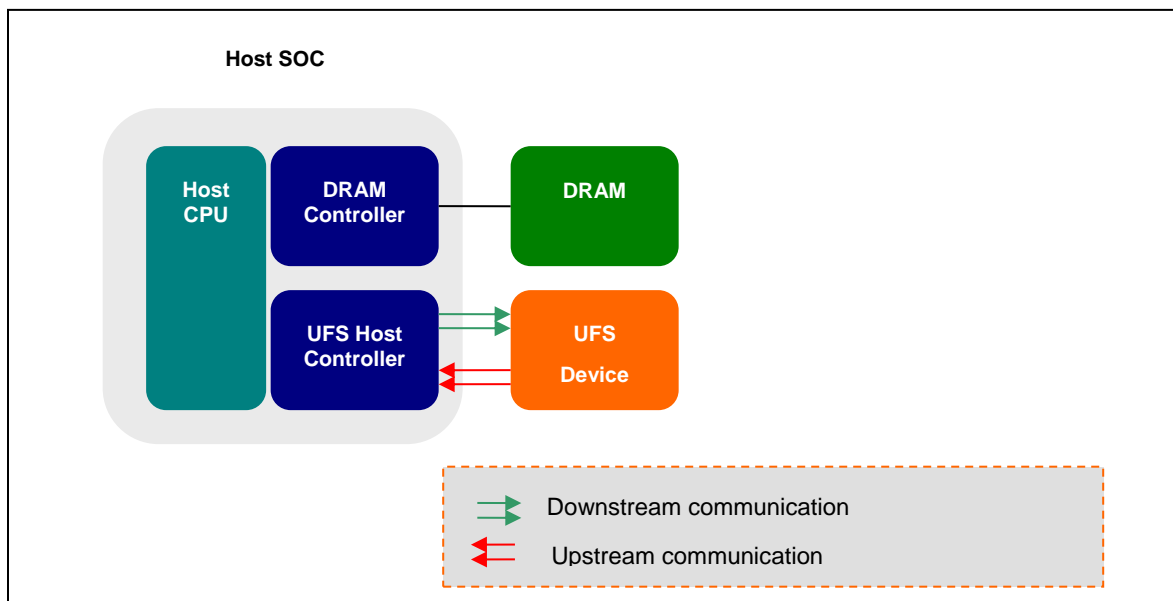 Host SOC
Host
CPU
DRAM
Controller
DRAM
UFS Host
Controller
UFS
Device
Downstream communication
Upstream communication